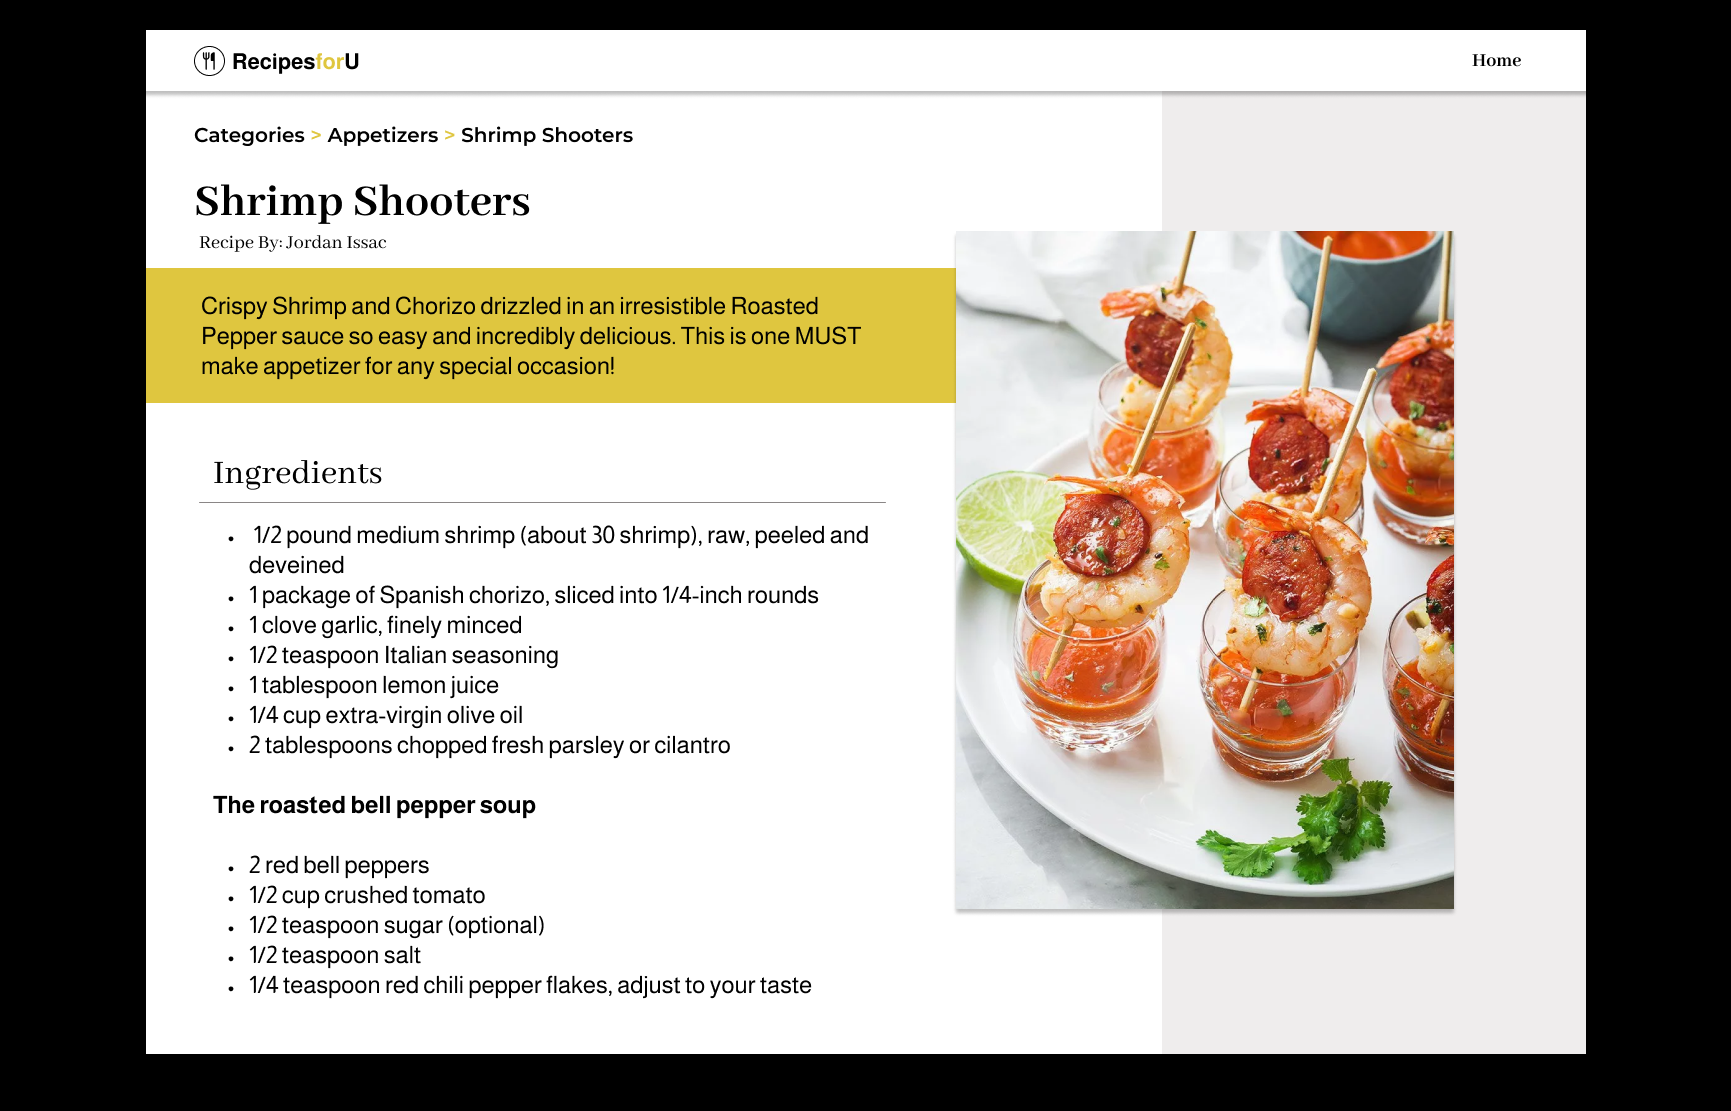 RecipesforU
Home
Categories > Appetizers > Shrimp Shooters
Shrimp Shooters
Recipe By: Jordan Issac
Crispy Shrimp and Chorizo drizzled in an irresistible Roasted
Pepper sauce so easy and incredibly delicious. This is one MUST
make appetizer for any special occasion!
Ingredients
• 1/2 pound medium shrimp (about 30 shrimp), raw, peeled and
deveined
• 1 package of Spanish chorizo, sliced into 1/4-inch rounds
• 1 clove garlic, finely minced
• 1/2 teaspoon Italian seasoning
• 1 tablespoon lemon juice
• 1/4 cup extra-virgin olive oil
• 2 tablespoons chopped fresh parsley or cilantro
The roasted bell pepper soup
• 2 red bell peppers
• 1/2 cup crushed tomato
• 1/2 teaspoon sugar (optional)
• 1/2 teaspoon salt
• 1/4 teaspoon red chili pepper flakes, adjust to your taste